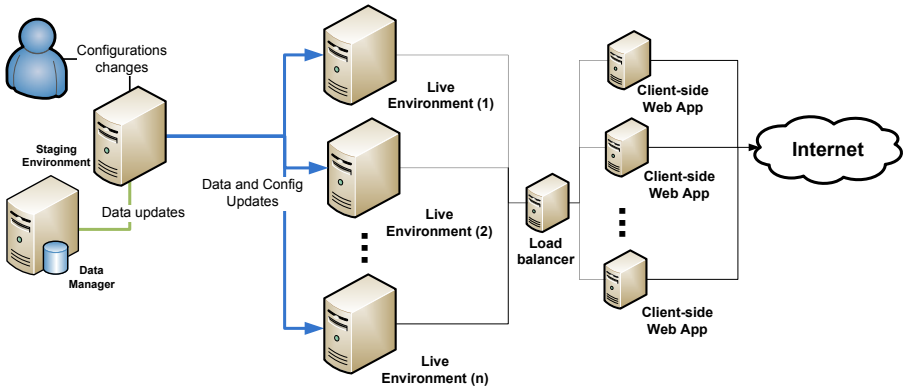 Configurations
changes
Staging
Environment
Data updates
Data
Manager
Data and Config
Updates
Live
Environment (1)
Live
Environment (2)
Live
Environment (n)
Load
balancer
Client-side
Web App
Client-side
Web App
Client-side
Web App
Internet